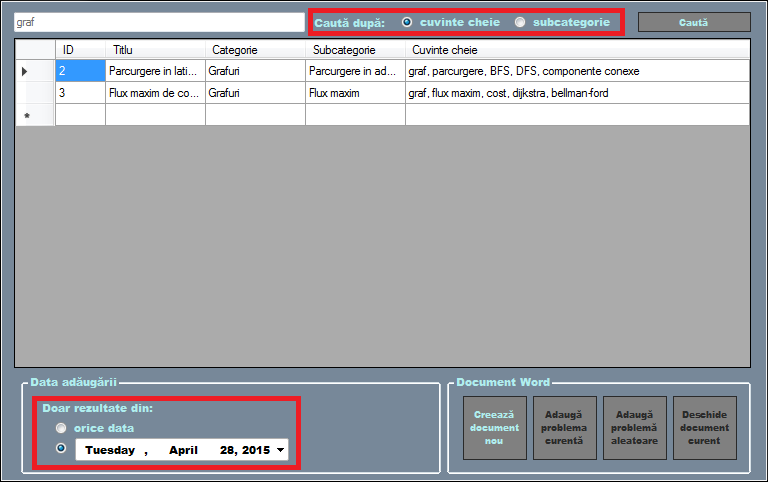 graf Caută după: cuvinte cheie subcategorie Caută
ID Titlu Categorie Subcategorie Cuvinte cheie
2 Parcurgere in lati... Grafuri Parcurgere in ad... graf, parcurgere, BFS, DFS, componente conexe
3 Flux maxim de co... Grafuri Flux maxim graf, flux maxim, cost, dijkstra, bellman-ford
*
Data adăugării
Doar rezultate din:
orice data
Tuesday , April 28, 2015
Document Word
Creează
document
nou
Adaugă
problema
curentă
Adaugă
problemă
aleatoare
Deschide
document
curent